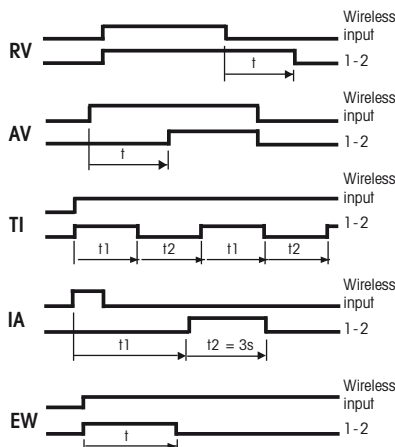 Wireless
input
RV
1-2
t
Wireless
input
AV
1-2
t
Wireless
input
TI
1-2
t1 t2 t1 t2
Wireless
input
IA
1-2
t1 t2 = 3s
Wireless
input
EW
1-2
t